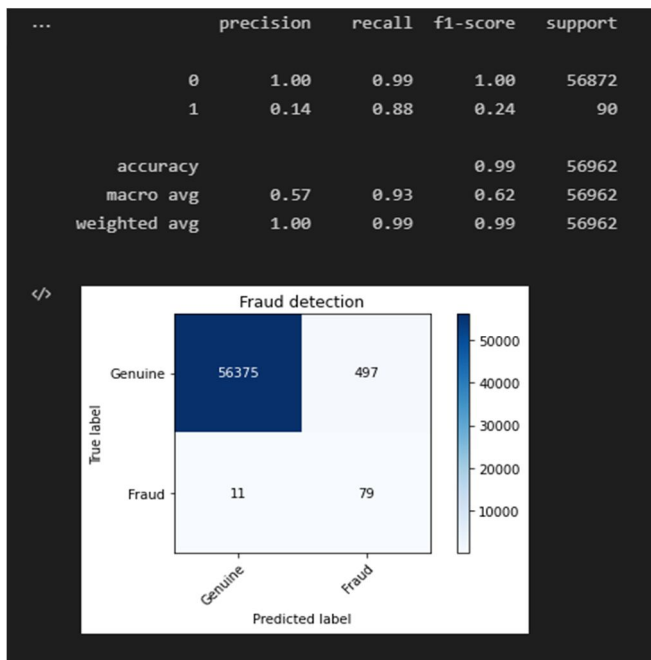 ...
precision recall f1-score support
0 1.00 0.99 1.00 56872
1 0.14 0.88 0.24 90
accuracy 0.99 56962
macro avg 0.57 0.93 0.62 56962
weighted avg 1.00 0.99 0.99 56962
</>
Fraud detection
Genuine 56375 497
Fraud 11 79
True label
Genuine Fraud
Predicted label
50000
40000
30000
20000
10000